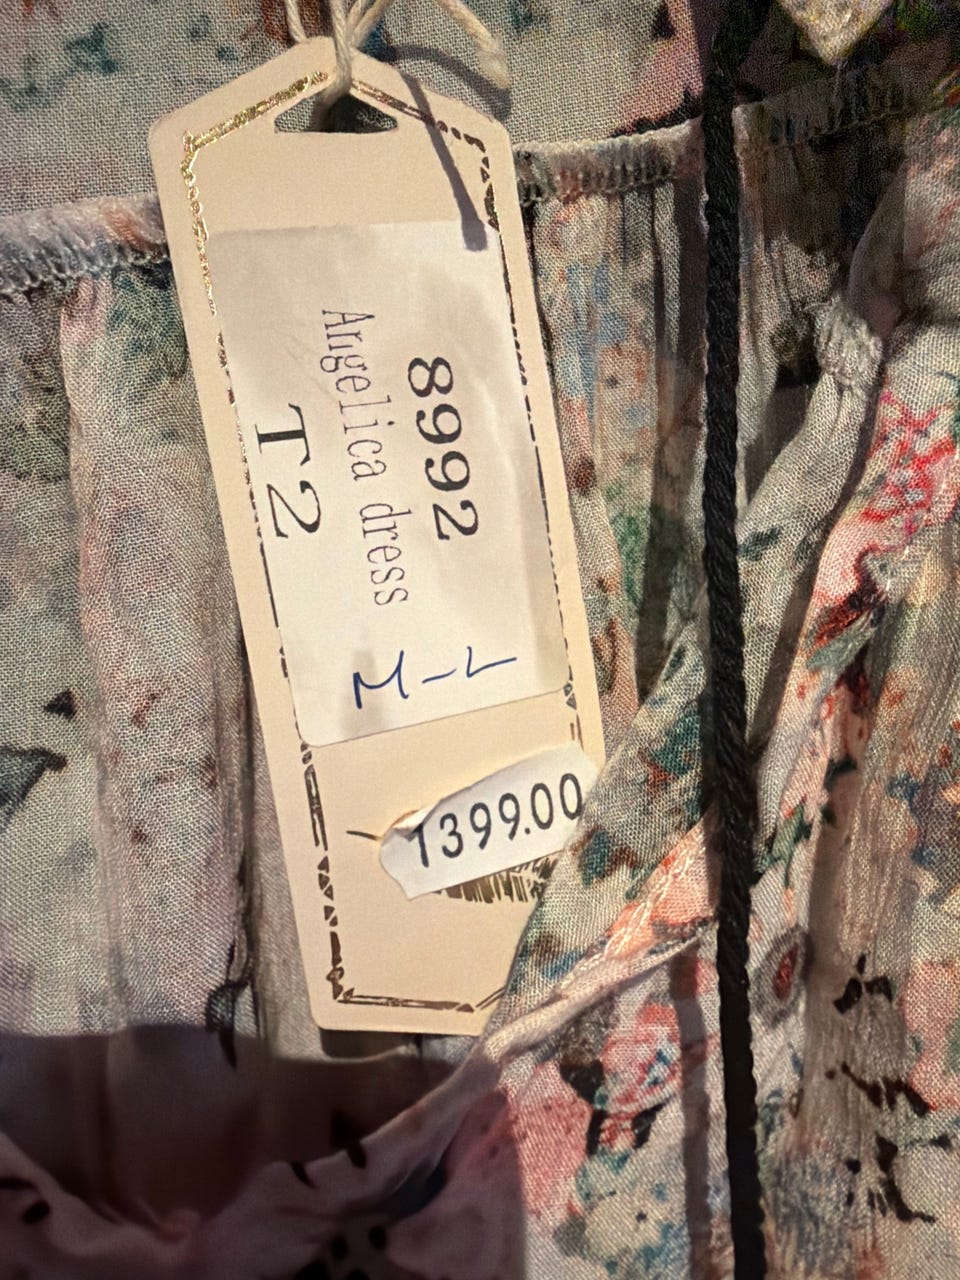 8992
Angelica dress
T2
M-L
1399.00